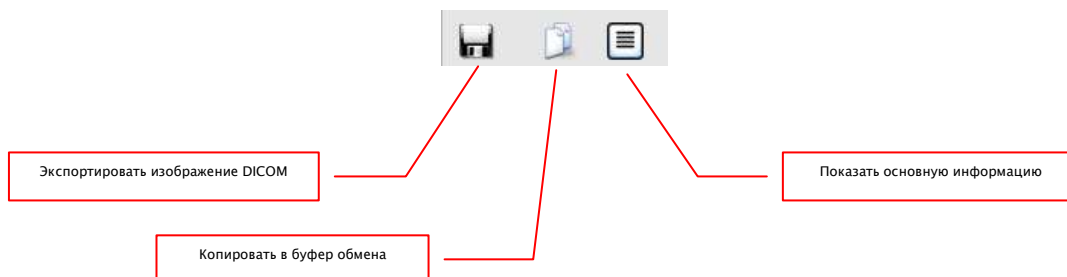 Экспортировать изображение DICOM
Показать основную информацию
Копировать в буфер обмена